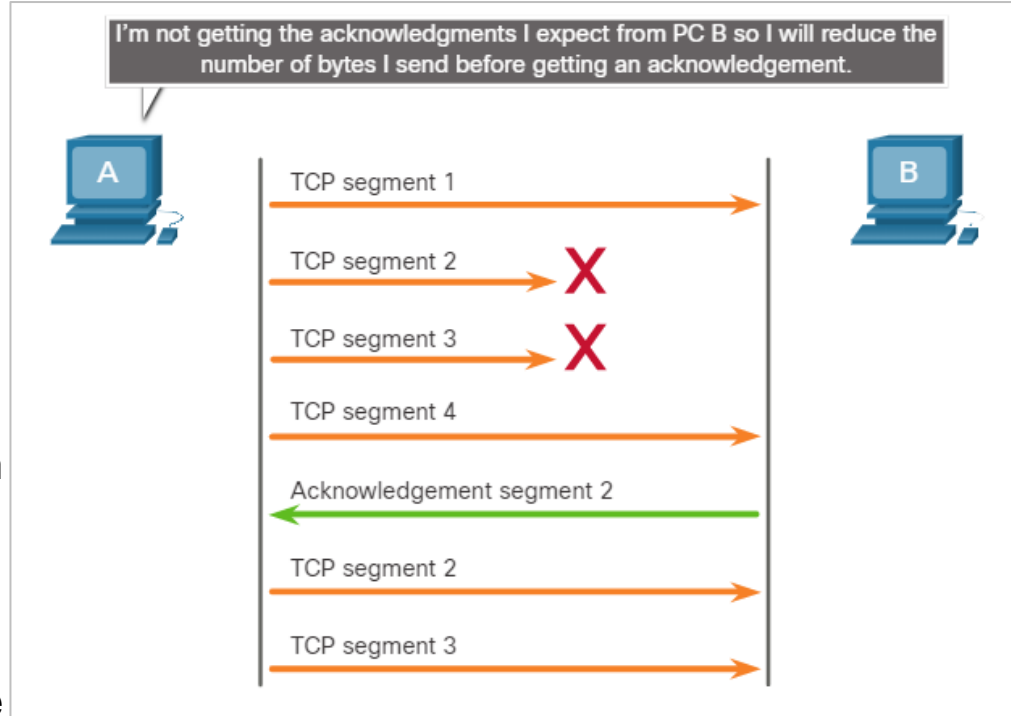 I'm not getting the acknowledgments I expect from PC B so I will reduce the
number of bytes I send before getting an acknowledgement.
A
B
TCP segment 1
TCP segment 2
X
TCP segment 3
X
TCP segment 4
Acknowledgement segment 2
TCP segment 2
TCP segment 3